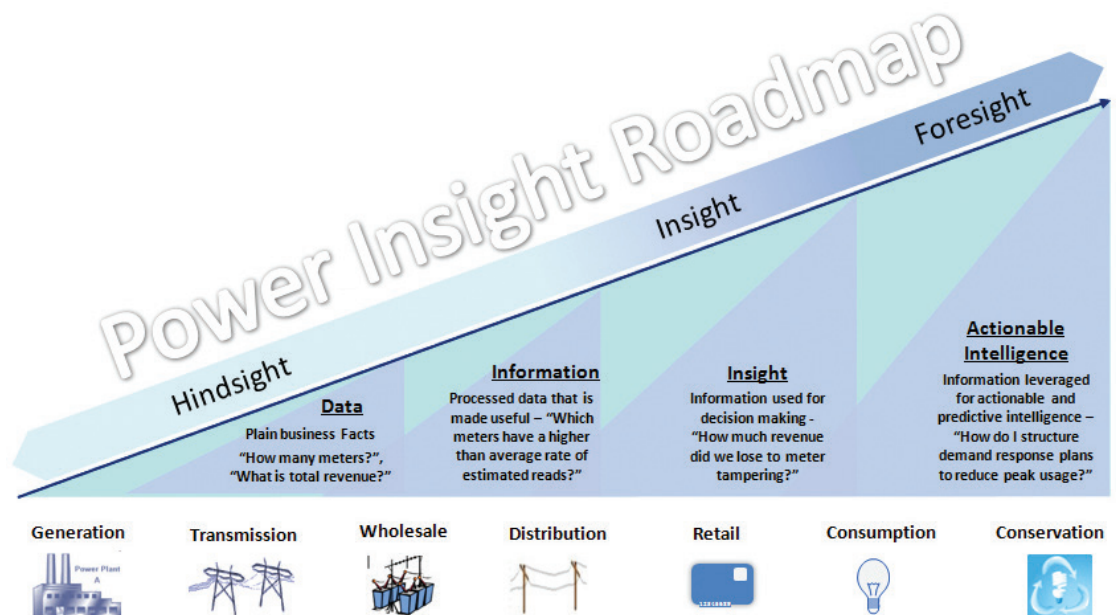 Power Insight Roadmap
Hindsight
Insight
Foresight
Data
Plain business Facts
"How many meters?",
"What is total revenue?"
Information
Processed data that is
made useful – "Which
meters have a higher
than average rate of
estimated reads?"
Insight
Information used for
decision making -
"How much revenue
did we lose to meter
tampering?"
Actionable
Intelligence
Information leveraged
for actionable and
predictive intelligence –
"How do I structure
demand response plans
to reduce peak usage?"
Generation
Transmission
Wholesale
Distribution
Retail
Consumption
Conservation
Power Plant
A